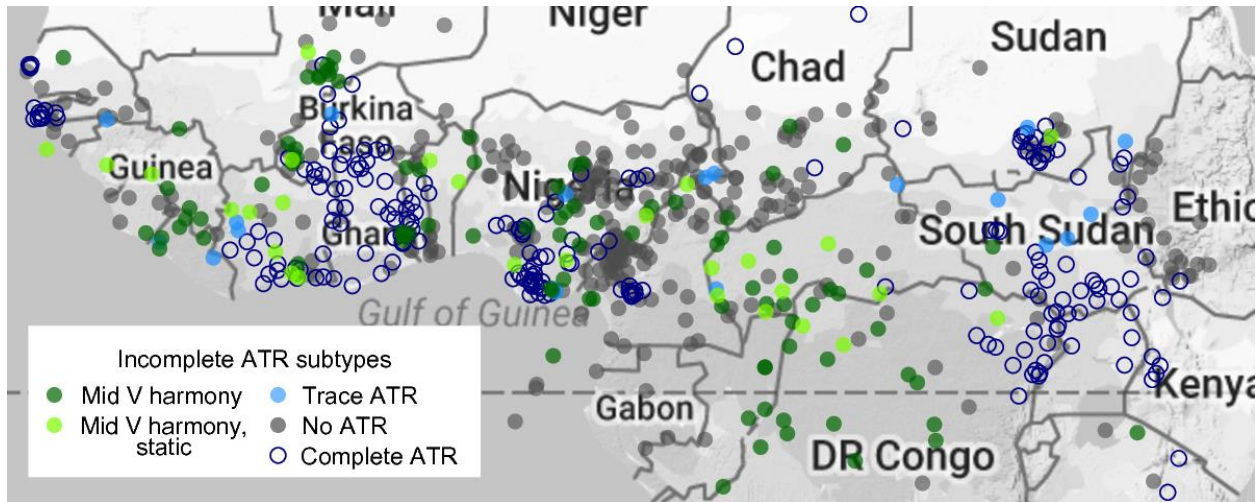 Mali
Niger
Chad
Sudan
Burkina
Faso
Guinea
Nigeria
Ghana
South Sudan
Ethio
Gulf of Guinea
Gabon
DR Congo
Kenya
Incomplete ATR subtypes
Mid V harmony
Mid V harmony,
static
Trace ATR
No ATR
Complete ATR